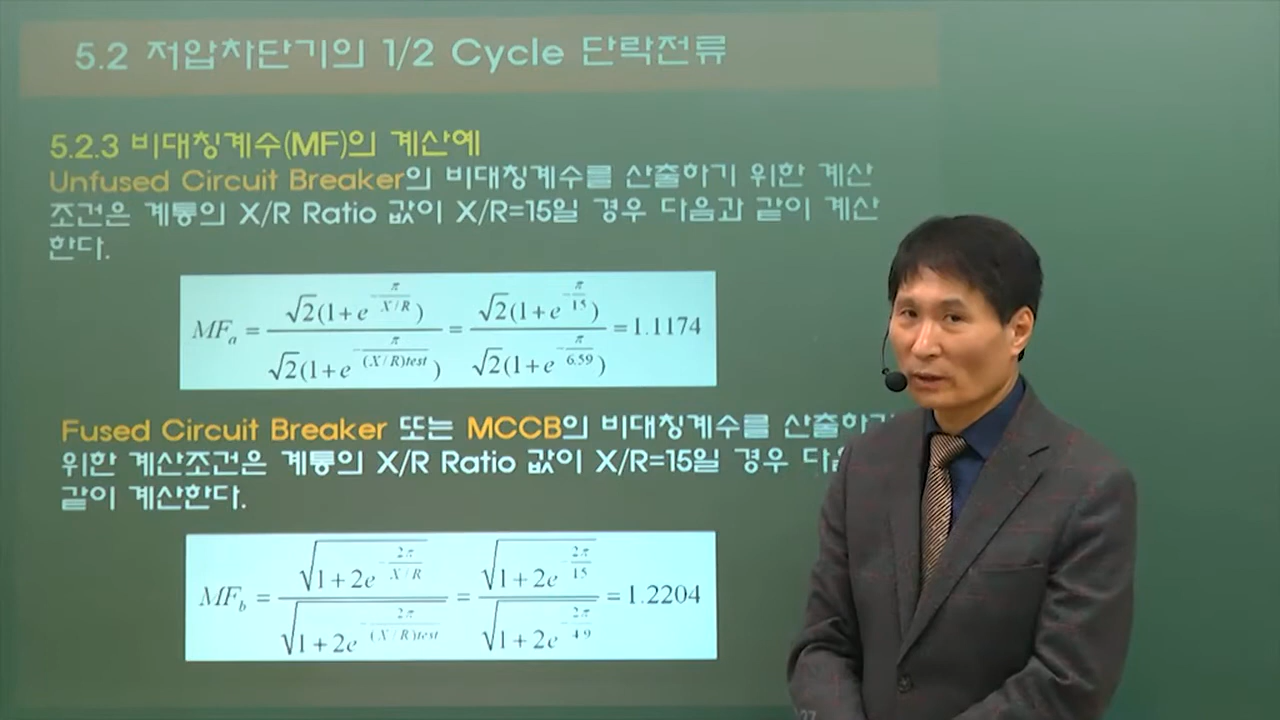 5.2 저압차단기의 1/2 Cycle 단락전류
5.2.3 비대칭계수(MF)의 계산예
Unfused Circuit Breaker의 비대칭계수를 산출하기 위한 계산
조건은 계통의 X/R Ratio 값이 X/R=15일 경우 다음과 같이 계산
한다.
MFₐ = √2(1+e^(-π/(X/R))) / √2(1+e^(-π/((X/R)test))) = √2(1+e^(-π/15)) / √2(1+e^(-π/6.59)) = 1.1174
Fused Circuit Breaker 또는 MCCB의 비대칭계수를 산출하기
위한 계산조건은 계통의 X/R Ratio 값이 X/R=15일 경우
같이 계산한다.
MF_b = √(1+2e^(-2π/(X/R))) / √(1+2e^(-2π/((X/R)test))) = √(1+2e^(-2π/15)) / √(1+2e^(-2π/4.9)) = 1.2204